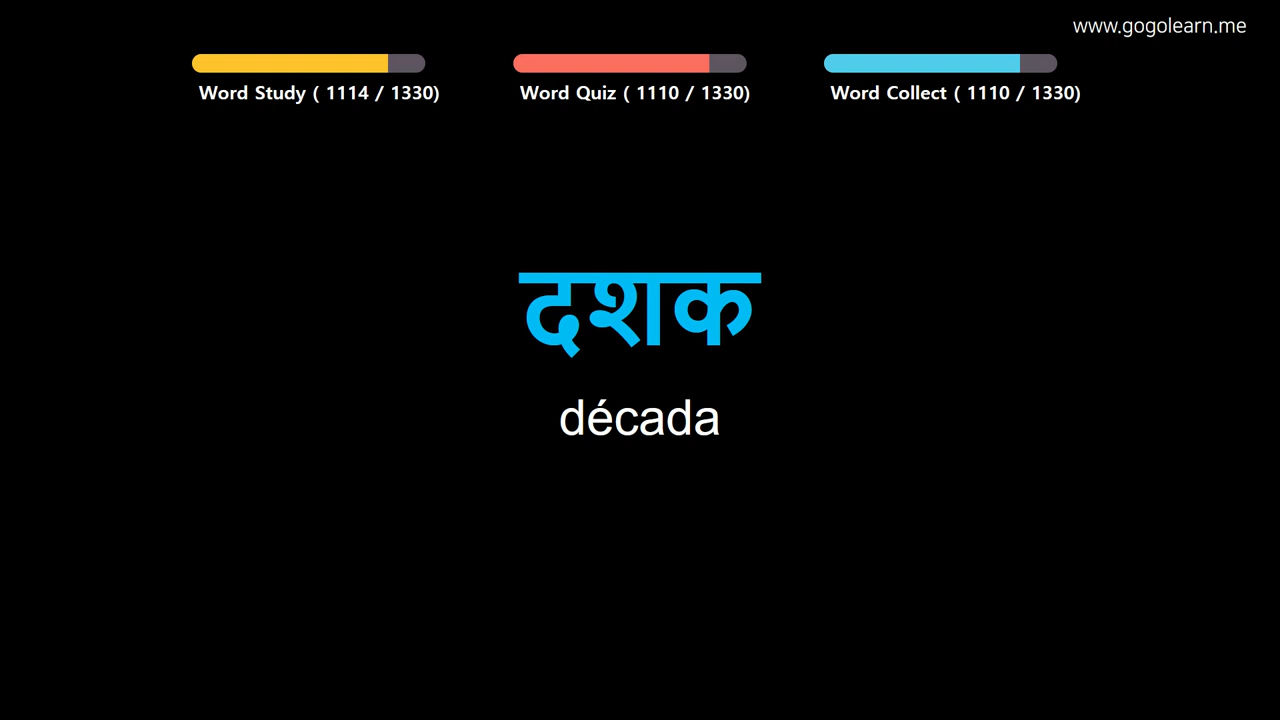 www.gogolearn.me
Word Study ( 1114 / 1330)
Word Quiz ( 1110 / 1330)
Word Collect ( 1110 / 1330)
दशक
década